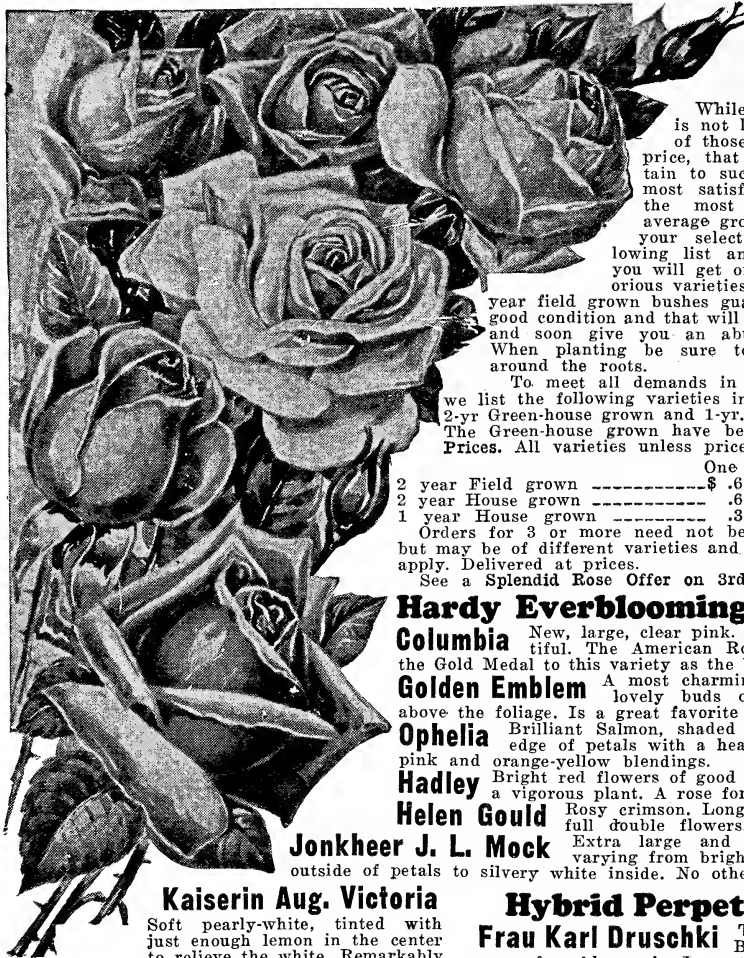 While
is not l
of those
price, that
tain to suc
most satisf
the most
average gro
your select
lowing list an
you will get o
orious varieties
year field grown bushes gua
good condition and that will
and soon give you an ab
When planting be sure t
around the roots.
To meet all demands in
we list the following varieties in
2-yr Green-house grown and 1-yr.
The Green-house grown have be
Prices. All varieties unless price
One
2 year Field grown ------------$ .6
2 year House grown ----------- .6
1 year House grown --------- .3
Orders for 3 or more need not be
but may be of different varieties and
apply. Delivered at prices.
See a Splendid Rose Offer on 3rd
Hardy Everblooming
Columbia New, large, clear pink.
tiful. The American Ro
the Gold Medal to this variety as the
Golden Emblem A most charmin
lovely buds c
above the foliage. Is a great favorite
Ophelia Brilliant Salmon, shaded
edge of petals with a hea
pink and orange-yellow blendings.
Hadley Bright red flowers of good
a vigorous plant. A rose for
Helen Gould Rosy crimson. Long
full double flowers
Jonkheer J. L. Mock Extra large and
varying from brigh
outside of petals to silvery white inside. No othe
Kaiserin Aug. Victoria
Soft pearly-white, tinted with
just enough lemon in the center
to relieve the white. Remarkably
Hybrid Perpet
Frau Karl Druschki